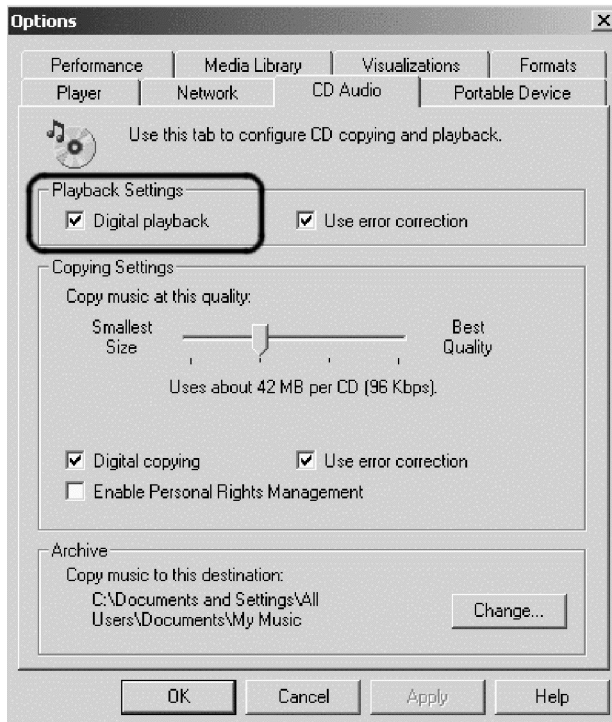 Options
Performance Media Library Visualizations Formats
Player Network CD Audio Portable Device
Use this tab to configure CD copying and playback.
Playback Settings
Digital playback Use error correction
Copying Settings
Copy music at this quality:
Smallest Size Best Quality
Uses about 42 MB per CD (96 Kbps).
Digital copying Use error correction
Enable Personal Rights Management
Archive
Copy music to this destination:
C:\Documents and Settings\All
Users\Documents\My Music
Change...
OK Cancel Apply Help